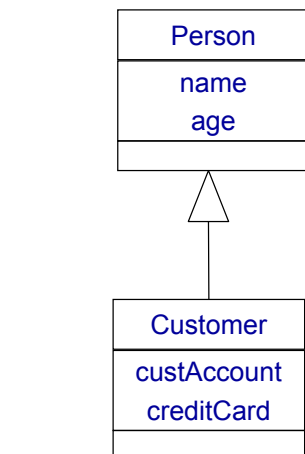 Person
name
age
Customer
custAccount
creditCard